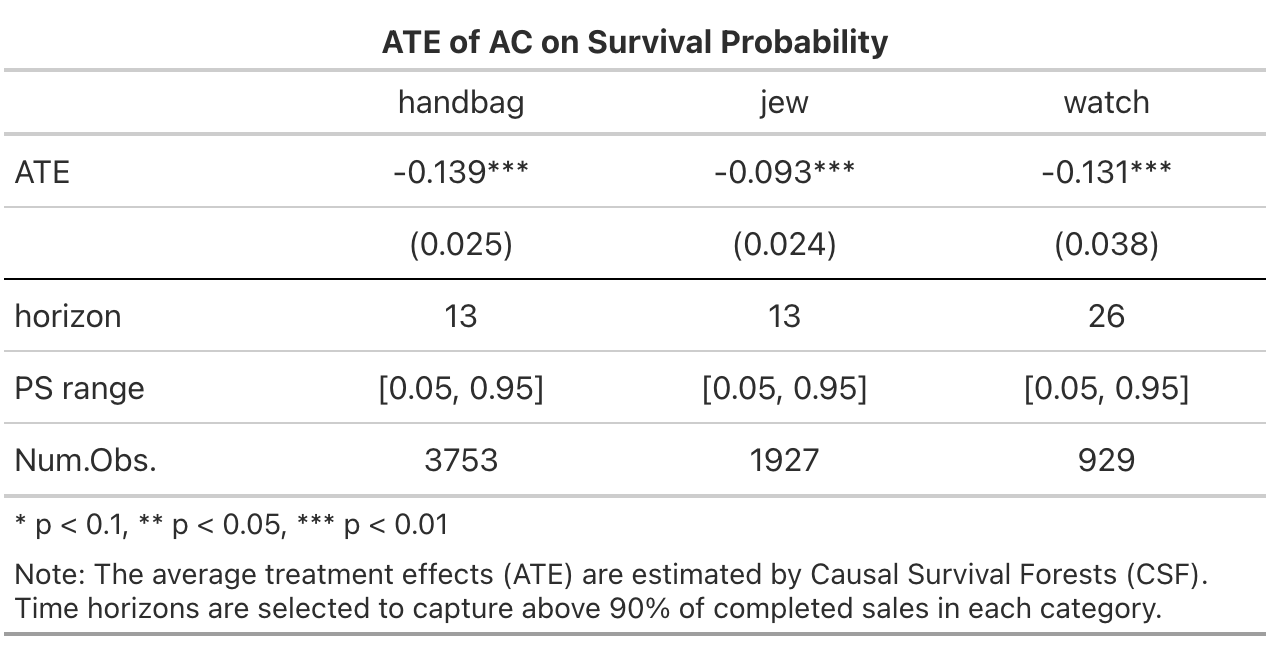 ATE of AC on Survival Probability
handbag jew watch
ATE -0.139*** -0.093*** -0.131***
(0.025) (0.024) (0.038)
horizon 13 13 26
PS range [0.05, 0.95] [0.05, 0.95] [0.05, 0.95]
Num.Obs. 3753 1927 929
* p < 0.1, ** p < 0.05, *** p < 0.01
Note: The average treatment effects (ATE) are estimated by Causal Survival Forests (CSF).
Time horizons are selected to capture above 90% of completed sales in each category.